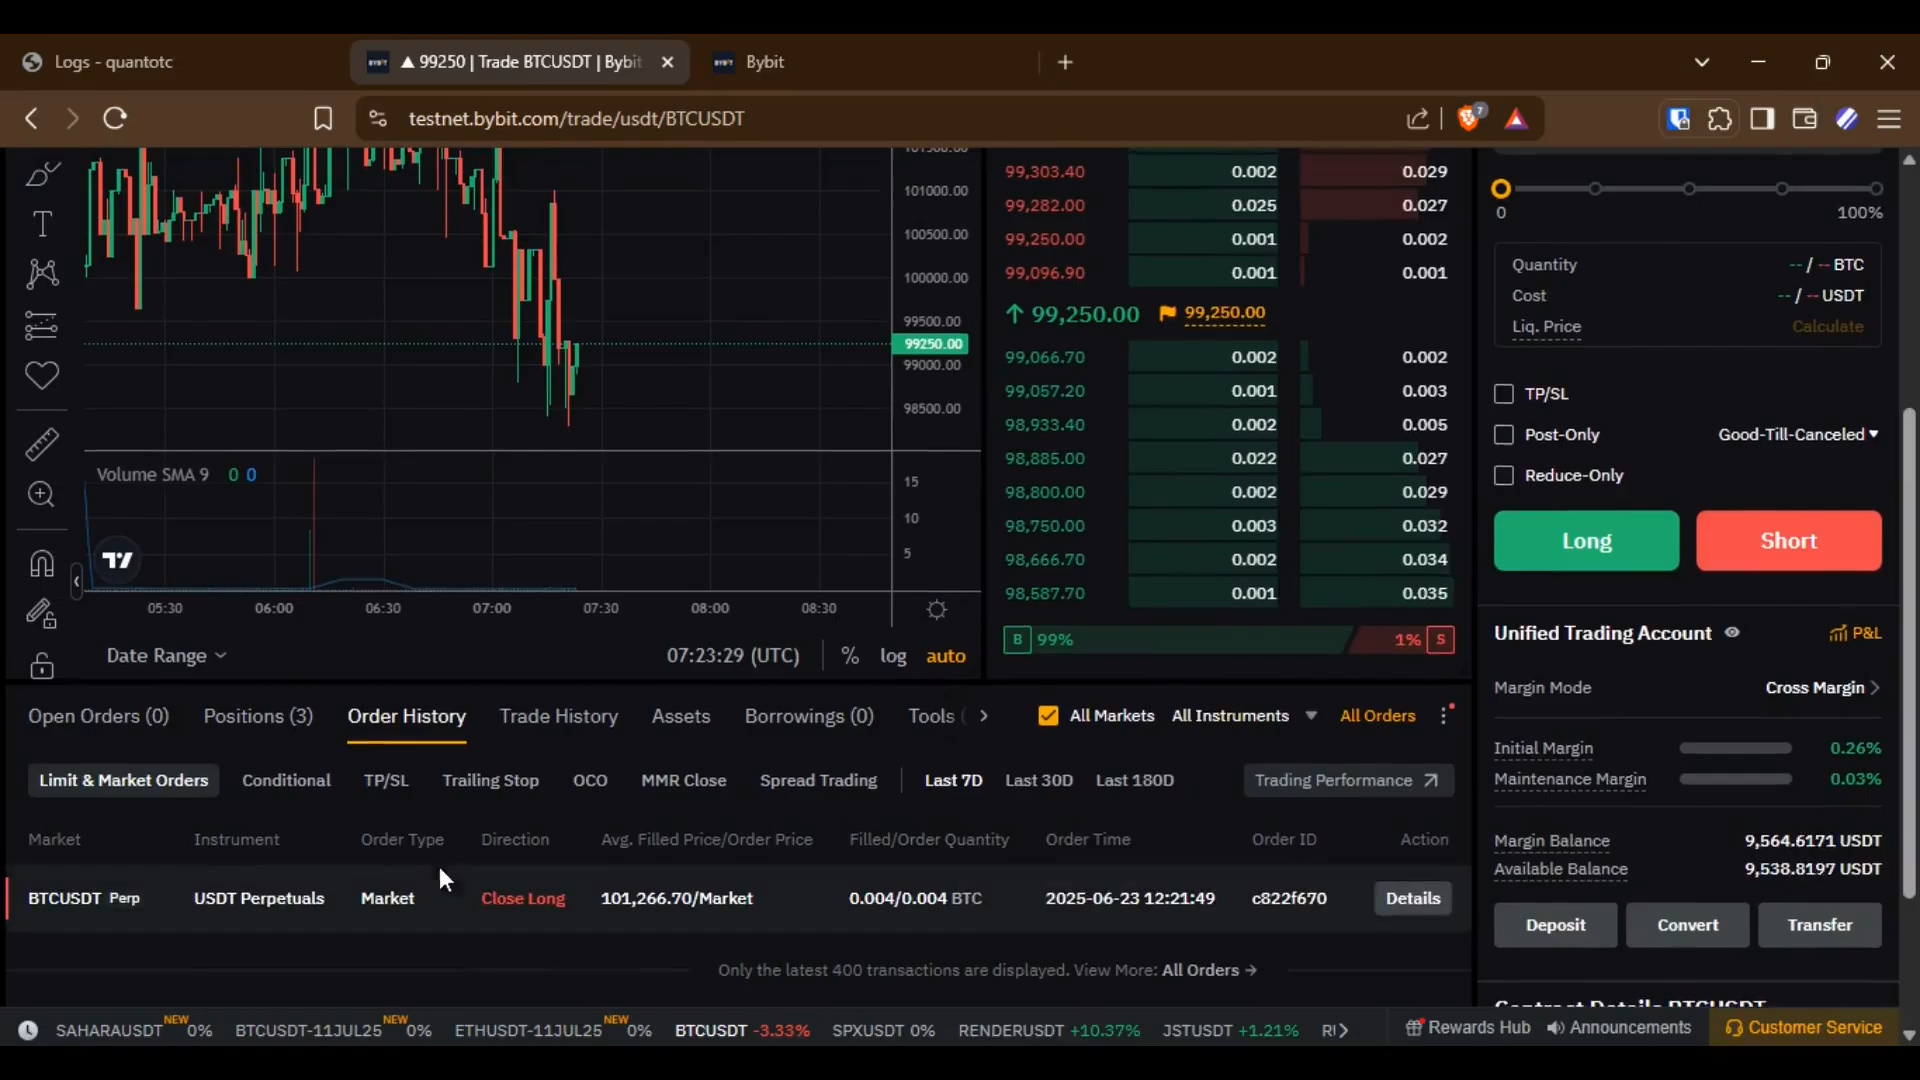 Logs - quantotc
▲ 99250 | Trade BTCUSDT | Bybit
Bybit
testnet.bybit.com/trade/usdt/BTCUSDT
7
101000.00
100500.00
100000.00
99500.00
99250.00
99000.00
98500.00
Volume SMA 9 0 0
15
10
5
05:30 06:00 06:30 07:00 07:30 08:00 08:30
Date Range
07:23:29 (UTC) % log auto
99,303.40 0.002 0.029
99,282.00 0.025 0.027
99,250.00 0.001 0.002
99,096.90 0.001 0.001
↑ 99,250.00 99,250.00
99,066.70 0.002 0.002
99,057.20 0.001 0.003
98,933.40 0.002 0.005
98,885.00 0.022 0.027
98,800.00 0.002 0.029
98,750.00 0.003 0.032
98,666.70 0.002 0.034
98,587.70 0.001 0.035
B 99% 1% S
0 100%
Quantity -- / -- BTC
Cost -- / -- USDT
Liq. Price Calculate
TP/SL
Post-Only Good-Till-Canceled
Reduce-Only
Long Short
Unified Trading Account P&L
Margin Mode Cross Margin
Initial Margin 0.26%
Maintenance Margin 0.03%
Margin Balance 9,564.6171 USDT
Available Balance 9,538.8197 USDT
Deposit Convert Transfer
Contract Details BTCUSDT
Open Orders (0) Positions (3) Order History Trade History Assets Borrowings (0) Tools ( All Markets All Instruments All Orders
Limit & Market Orders Conditional TP/SL Trailing Stop OCO MMR Close Spread Trading Last 7D Last 30D Last 180D Trading Performance
Market Instrument Order Type Direction Avg. Filled Price/Order Price Filled/Order Quantity Order Time Order ID Action
BTCUSDT Perp USDT Perpetuals Market Close Long 101,266.70/Market 0.004/0.004 BTC 2025-06-23 12:21:49 c822f670 Details
Only the latest 400 transactions are displayed. View More: All Orders →
SAHARAUSDT NEW 0% BTCUSDT-11JUL25 NEW 0% ETHUSDT-11JUL25 NEW 0% BTCUSDT -3.33% SPXUSDT 0% RENDERUSDT +10.37% JSTUSDT +1.21% Rewards Hub Announcements Customer Service